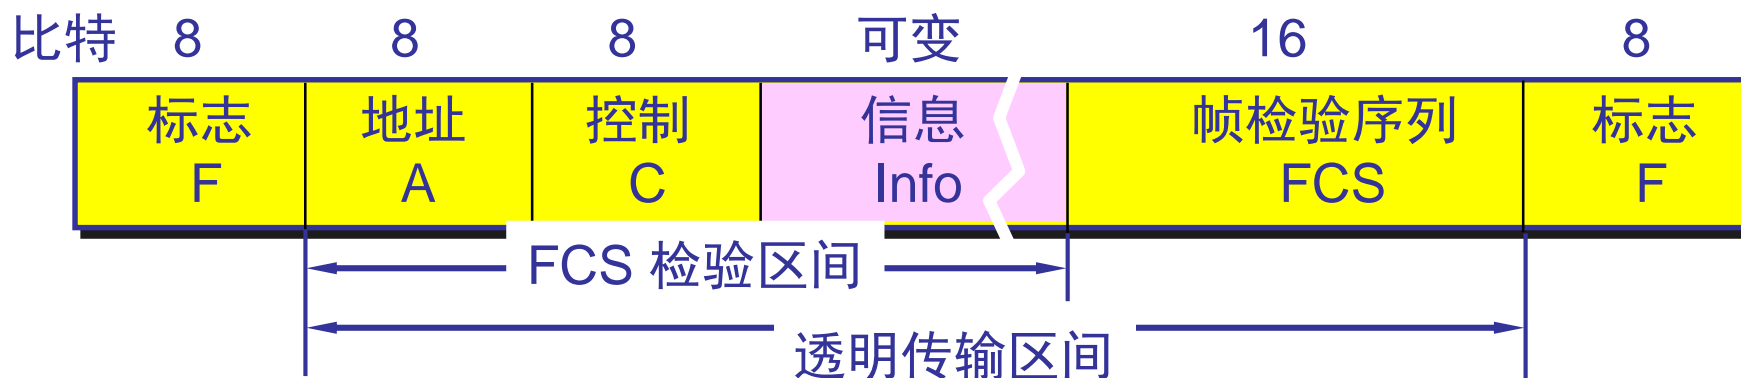 比特 8 8 8 可变 16 8
标志 地址 控制 信息 帧检验序列 标志
F A C Info FCS F
FCS 检验区间
透明传输区间